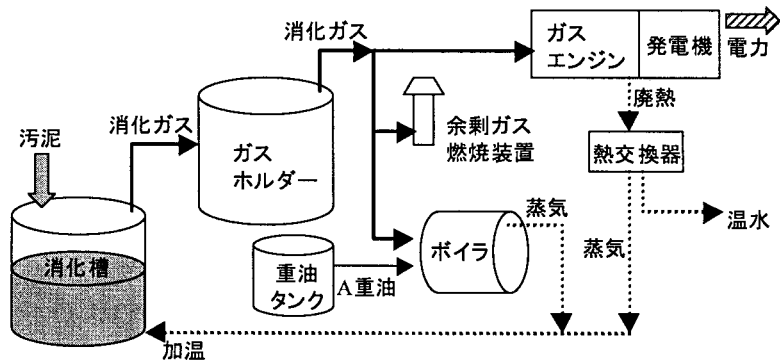 消化ガス
ガス
エンジン
発電機
電力
廃熱
汚泥
消化ガス
ガス
ホルダー
余剰ガス
燃焼装置
熱交換器
消化槽
重油
タンク
A重油
ボイラ
蒸気
蒸気
温水
加温